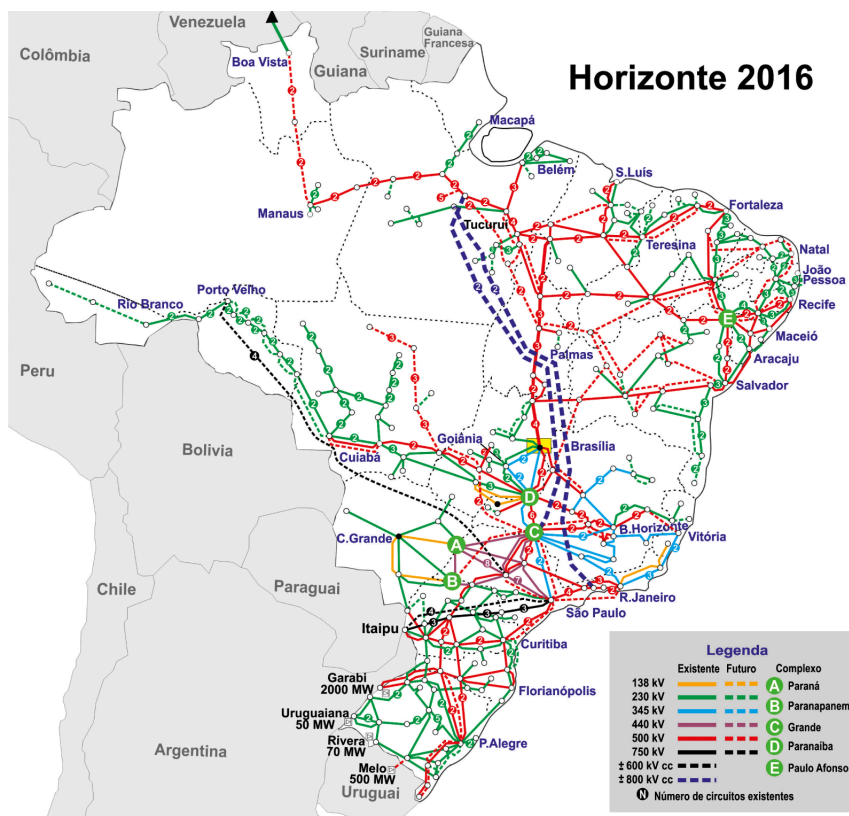 Venezuela
Guiana
Francesa
Suriname
Colômbia
Boa Vista
Guiana
Horizonte 2016
Macapá
Belém
S.Luís
Manaus
Fortaleza
Tucuruí
Teresina
Natal
João
Pessoa
Porto Velho
Rio Branco
Recife
E
Maceió
Palmas
Aracaju
Peru
Salvador
Goiânia
Brasília
Bolivia
Cuiabá
D
B.Horizonte
Vitória
C
C.Grande
A
B
Chile
Paraguai
R.Janeiro
São Paulo
Itaipu
Curitiba
Garabi
2000 MW
Florianópolis
Uruguaiana
50 MW
Rivera
70 MW
P.Alegre
Argentina
Melo
500 MW
Uruguai
Legenda
Existente Futuro Complexo
138 kV A Paraná
230 kV B Paranapanem
345 kV C Grande
440 kV
500 kV D Paranaiba
750 kV
±600 kV cc E Paulo Afonso
±800 kV cc
N Número de circuitos existentes